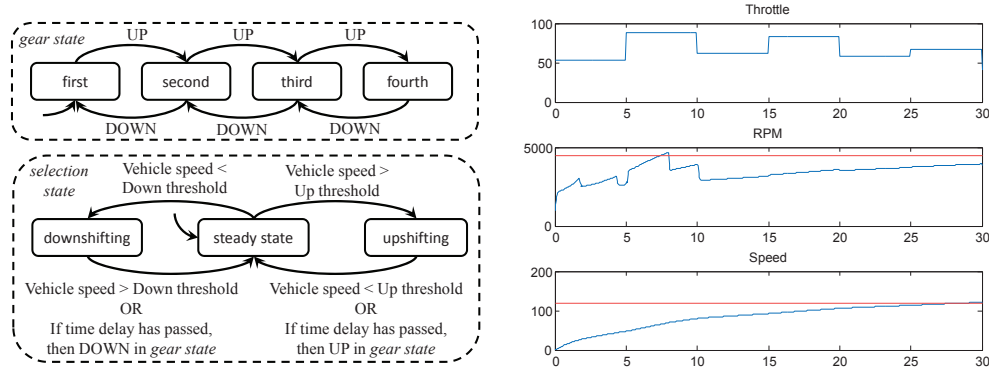 gear state
UP
UP
UP
first
second
third
fourth
DOWN
DOWN
DOWN
selection
state
Vehicle speed <
Down threshold
Vehicle speed >
Up threshold
downshifting
steady state
upshifting
Vehicle speed > Down threshold
OR
If time delay has passed,
then DOWN in gear state
Vehicle speed < Up threshold
OR
If time delay has passed,
then UP in gear state
Throttle
100
50
0
0 5 10 15 20 25 30
RPM
5000
0
0 5 10 15 20 25 30
Speed
200
100
0
0 5 10 15 20 25 30